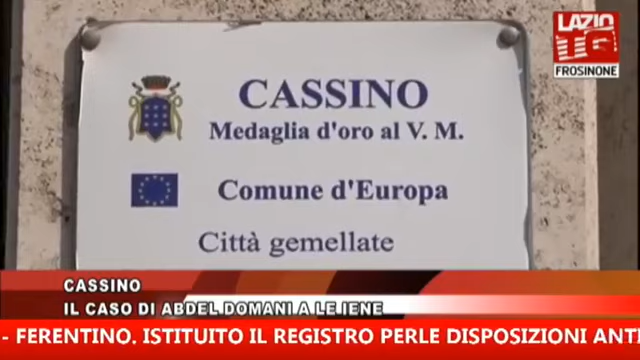 LAZIO
TG
FROSINONE
CASSINO
Medaglia d'oro al V. M.
Comune d'Europa
Città gemellate
CASSINO
IL CASO DI ABDEL DOMANI A LE IENE
- FERENTINO. ISTITUITO IL REGISTRO PERLE DISPOSIZIONI ANT